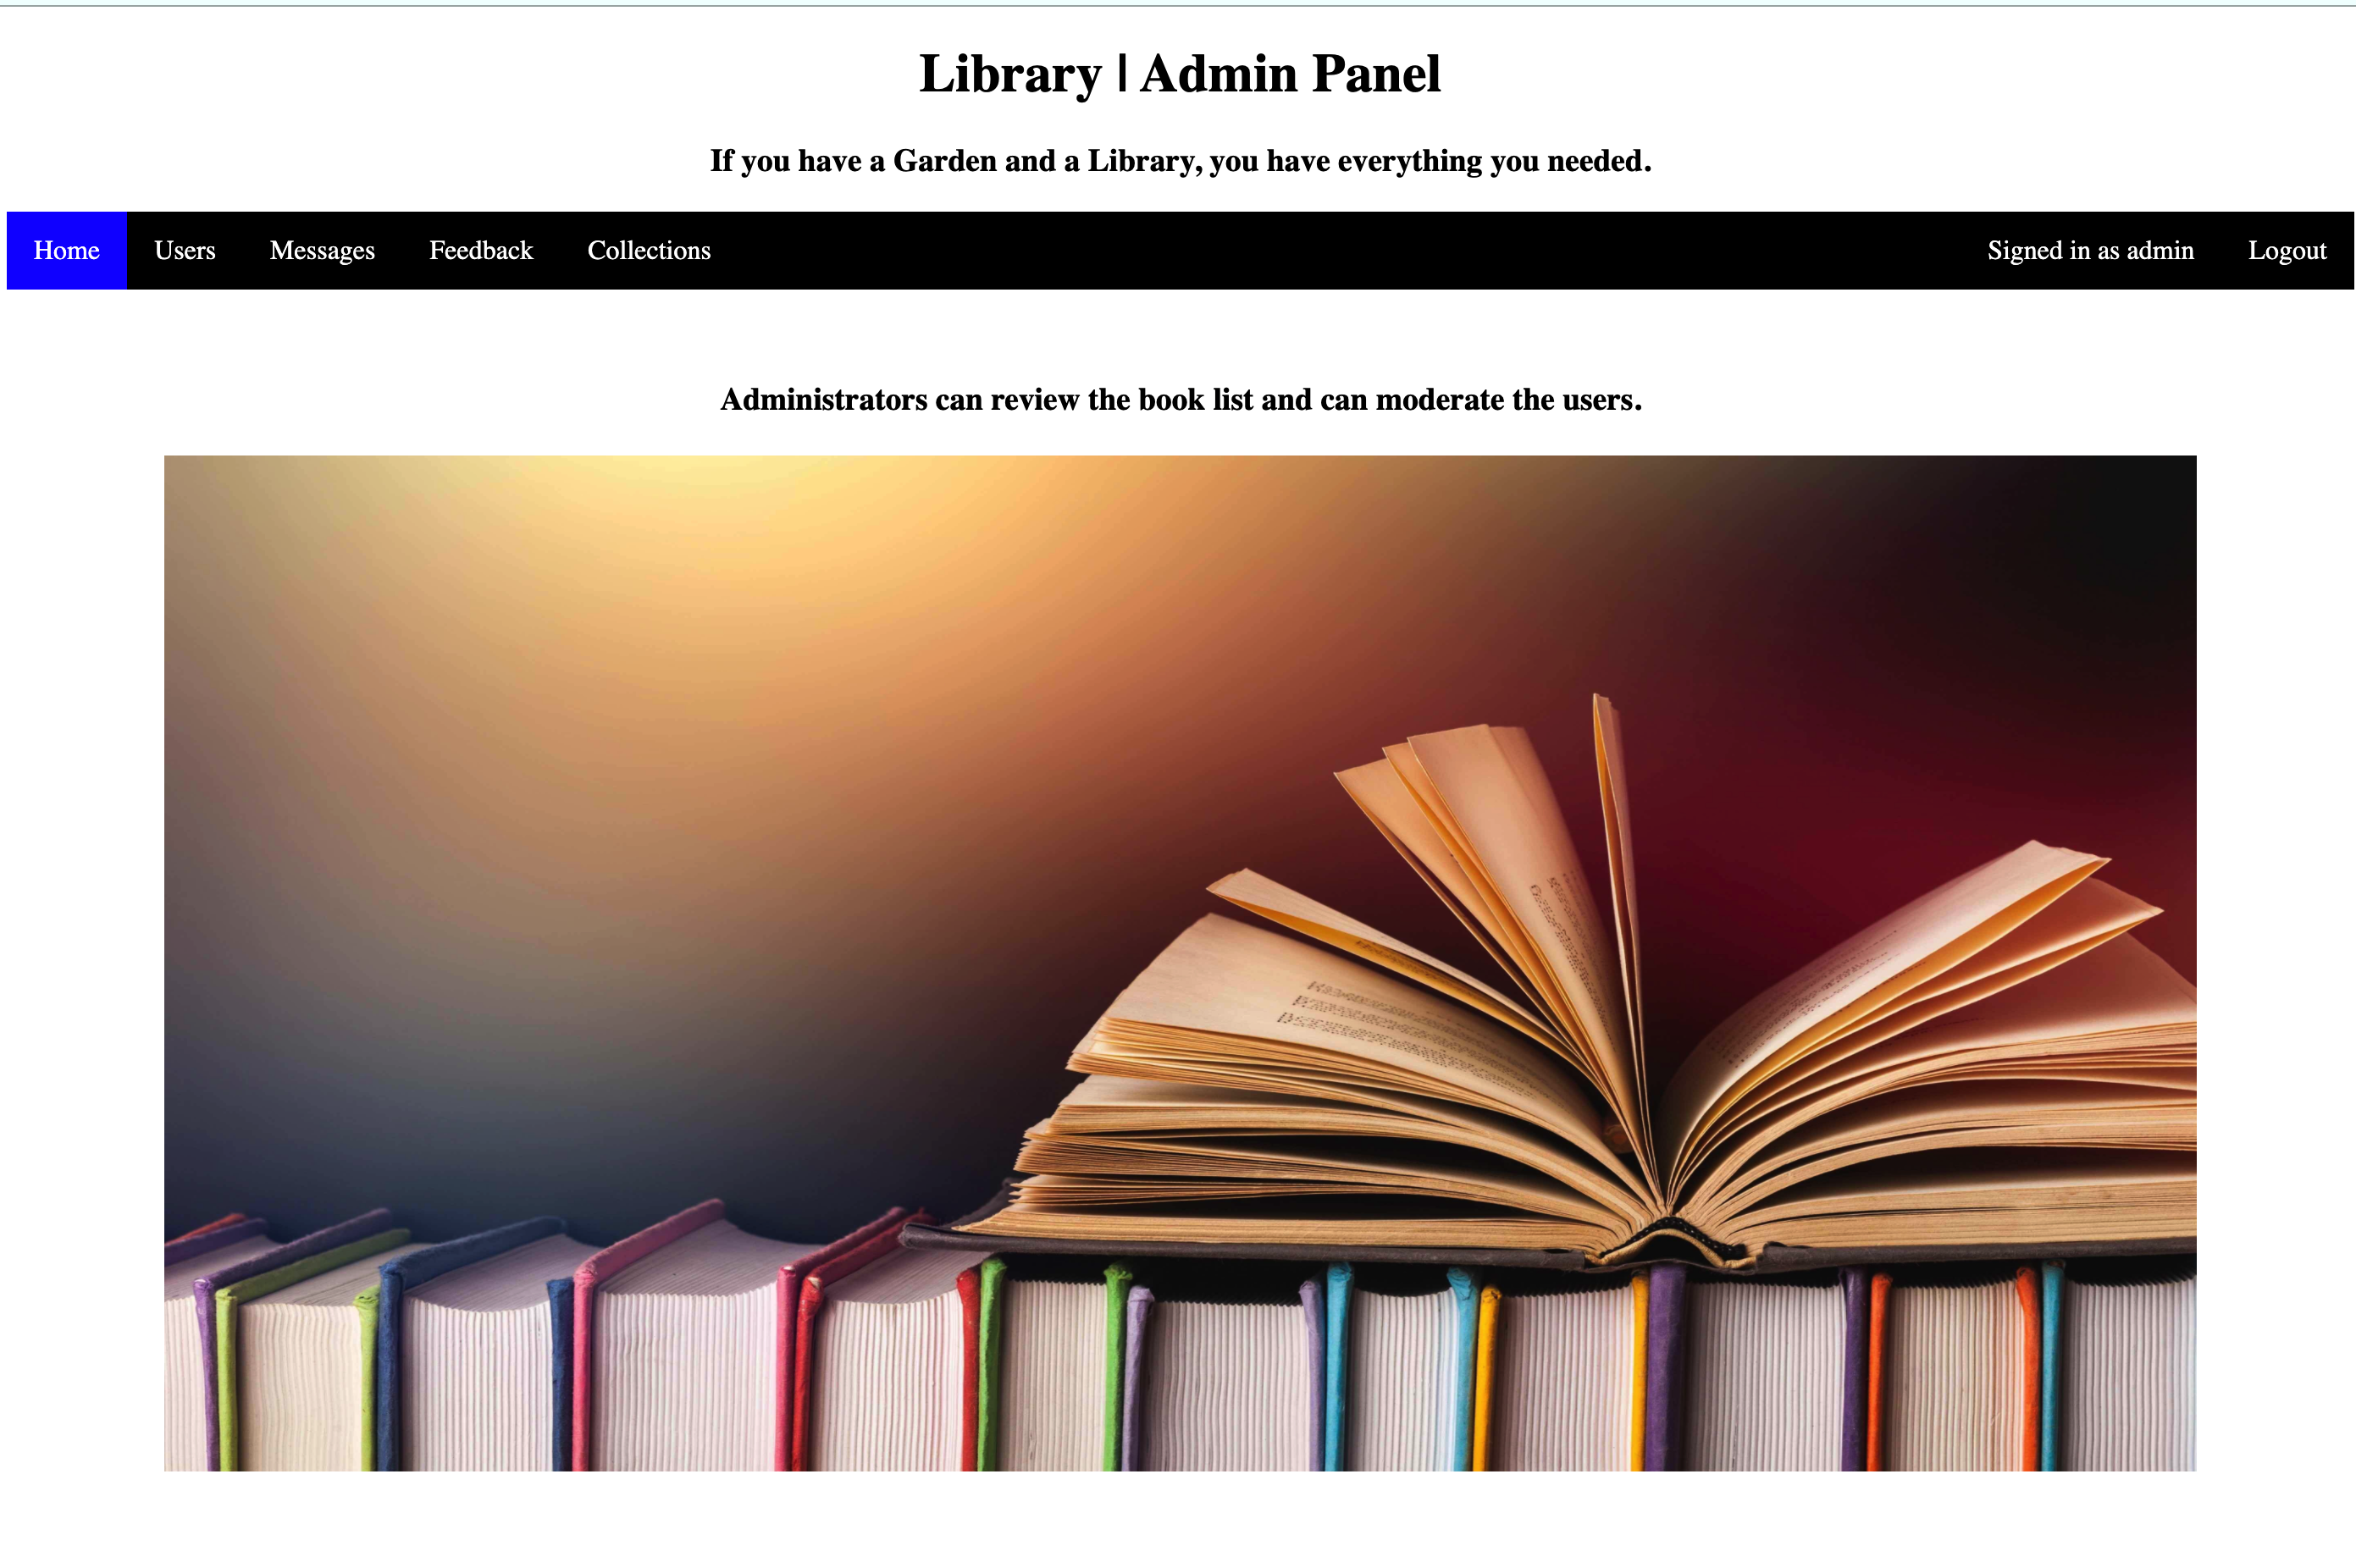 Library | Admin Panel
If you have a Garden and a Library, you have everything you needed.
Home Users Messages Feedback Collections Signed in as admin Logout
Administrators can review the book list and can moderate the users.